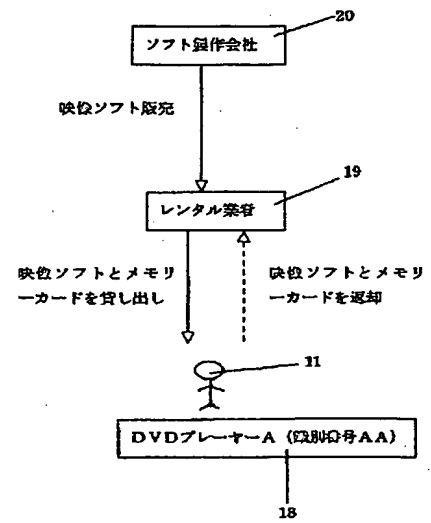 20
ソフト製作会社
映像ソフト販売
19
レンタル業者
映像ソフトとメモリ
ーカードを貸し出し
映像ソフトとメモリ
ーカードを返却
11
DVDプレーヤーA(識別番号AA)
18